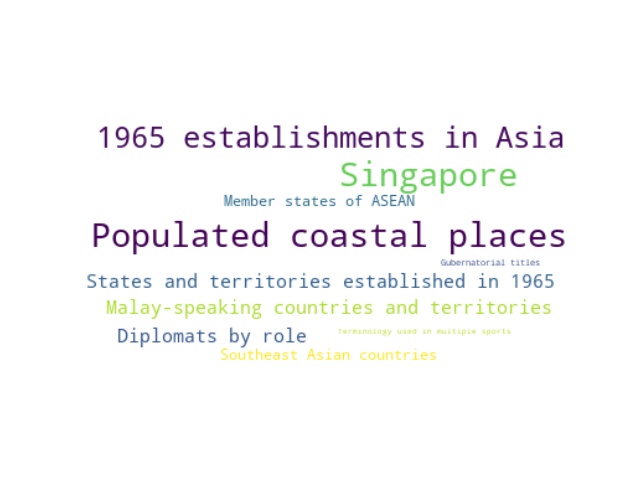 1965 establishments in Asia
Singapore
Member states of ASEAN
Populated coastal places
Gubernatorial titles
States and territories established in 1965
Malay-speaking countries and territories
Diplomats by role
Terminology used in multiple sports
Southeast Asian countries